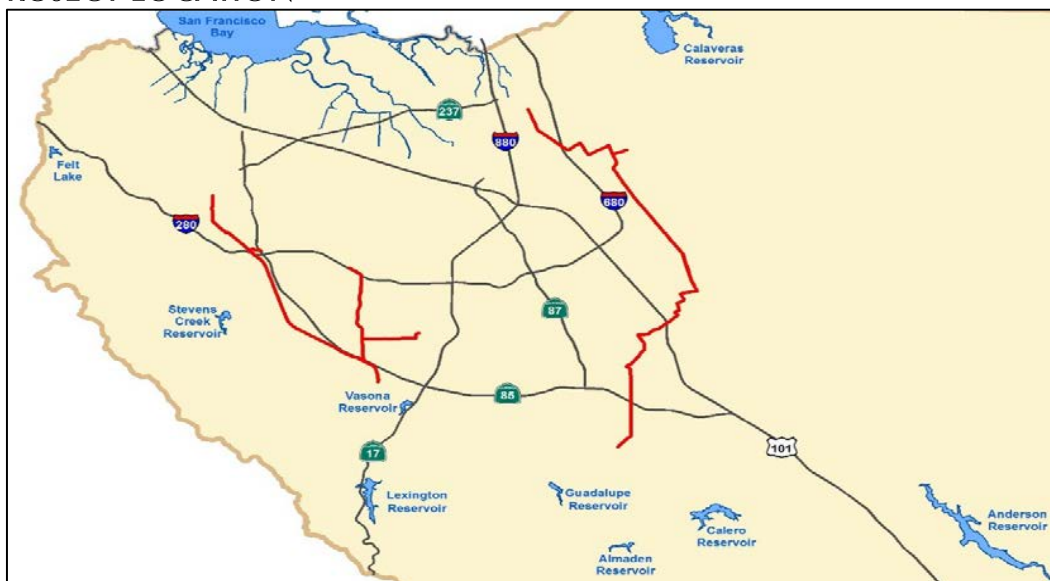 San Francisco
Bay
Calaveras
Reservoir
237
880
Felt
Lake
680
280
Stevens
Creek
Reservoir
87
Vasona
Reservoir
85
101
17
Lexington
Reservoir
Guadalupe
Reservoir
Calero
Reservoir
Anderson
Reservoir
Almaden
Reservoir